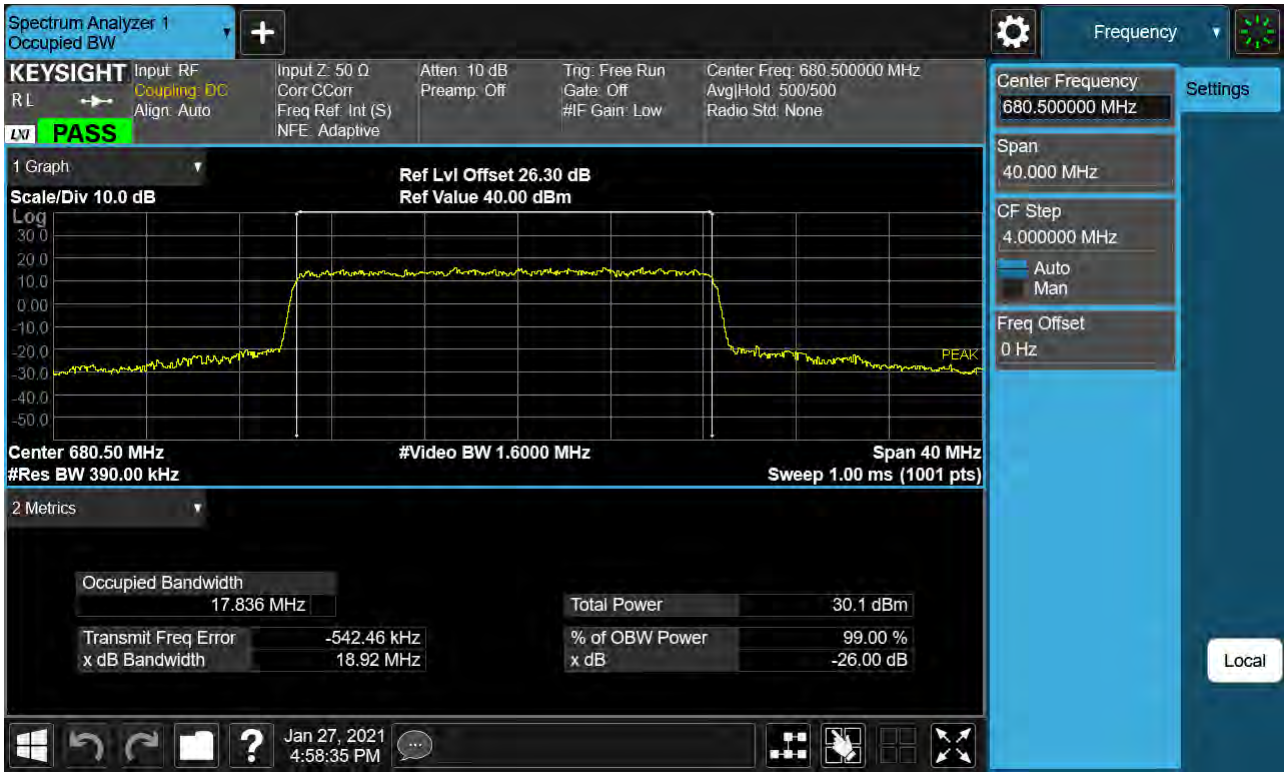 Spectrum Analyzer 1
Occupied BW
Frequency
KEYSIGHT
RL
LXI
PASS
Input: RF
Coupling: DC
Align: Auto
Input Z: 50 Ω
Corr CCorr
Freq Ref: Int (S)
NFE: Adaptive
Atten: 10 dB
Preamp: Off
Trig: Free Run
Gate: Off
#IF Gain: Low
Center Freq: 680.500000 MHz
Avg|Hold: 500/500
Radio Std: None
Center Frequency
680.500000 MHz
Settings
Span
40.000 MHz
CF Step
4.000000 MHz
Auto
Man
Freq Offset
0 Hz
Local
1 Graph
Scale/Div 10.0 dB
Ref Lvl Offset 26.30 dB
Ref Value 40.00 dBm
Log
30.0
20.0
10.0
0.00
-10.0
-20.0
-30.0
-40.0
-50.0
PEAK
Center 680.50 MHz
#Video BW 1.6000 MHz
Span 40 MHz
#Res BW 390.00 kHz
Sweep 1.00 ms (1001 pts)
2 Metrics
Occupied Bandwidth
17.836 MHz
Transmit Freq Error -542.46 kHz
x dB Bandwidth 18.92 MHz
Total Power 30.1 dBm
% of OBW Power 99.00 %
x dB -26.00 dB
?
Jan 27, 2021
4:58:35 PM